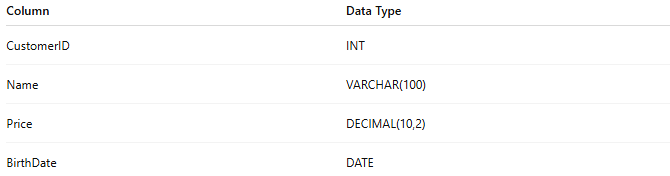 Column Data Type
CustomerID INT
Name VARCHAR(100)
Price DECIMAL(10,2)
BirthDate DATE